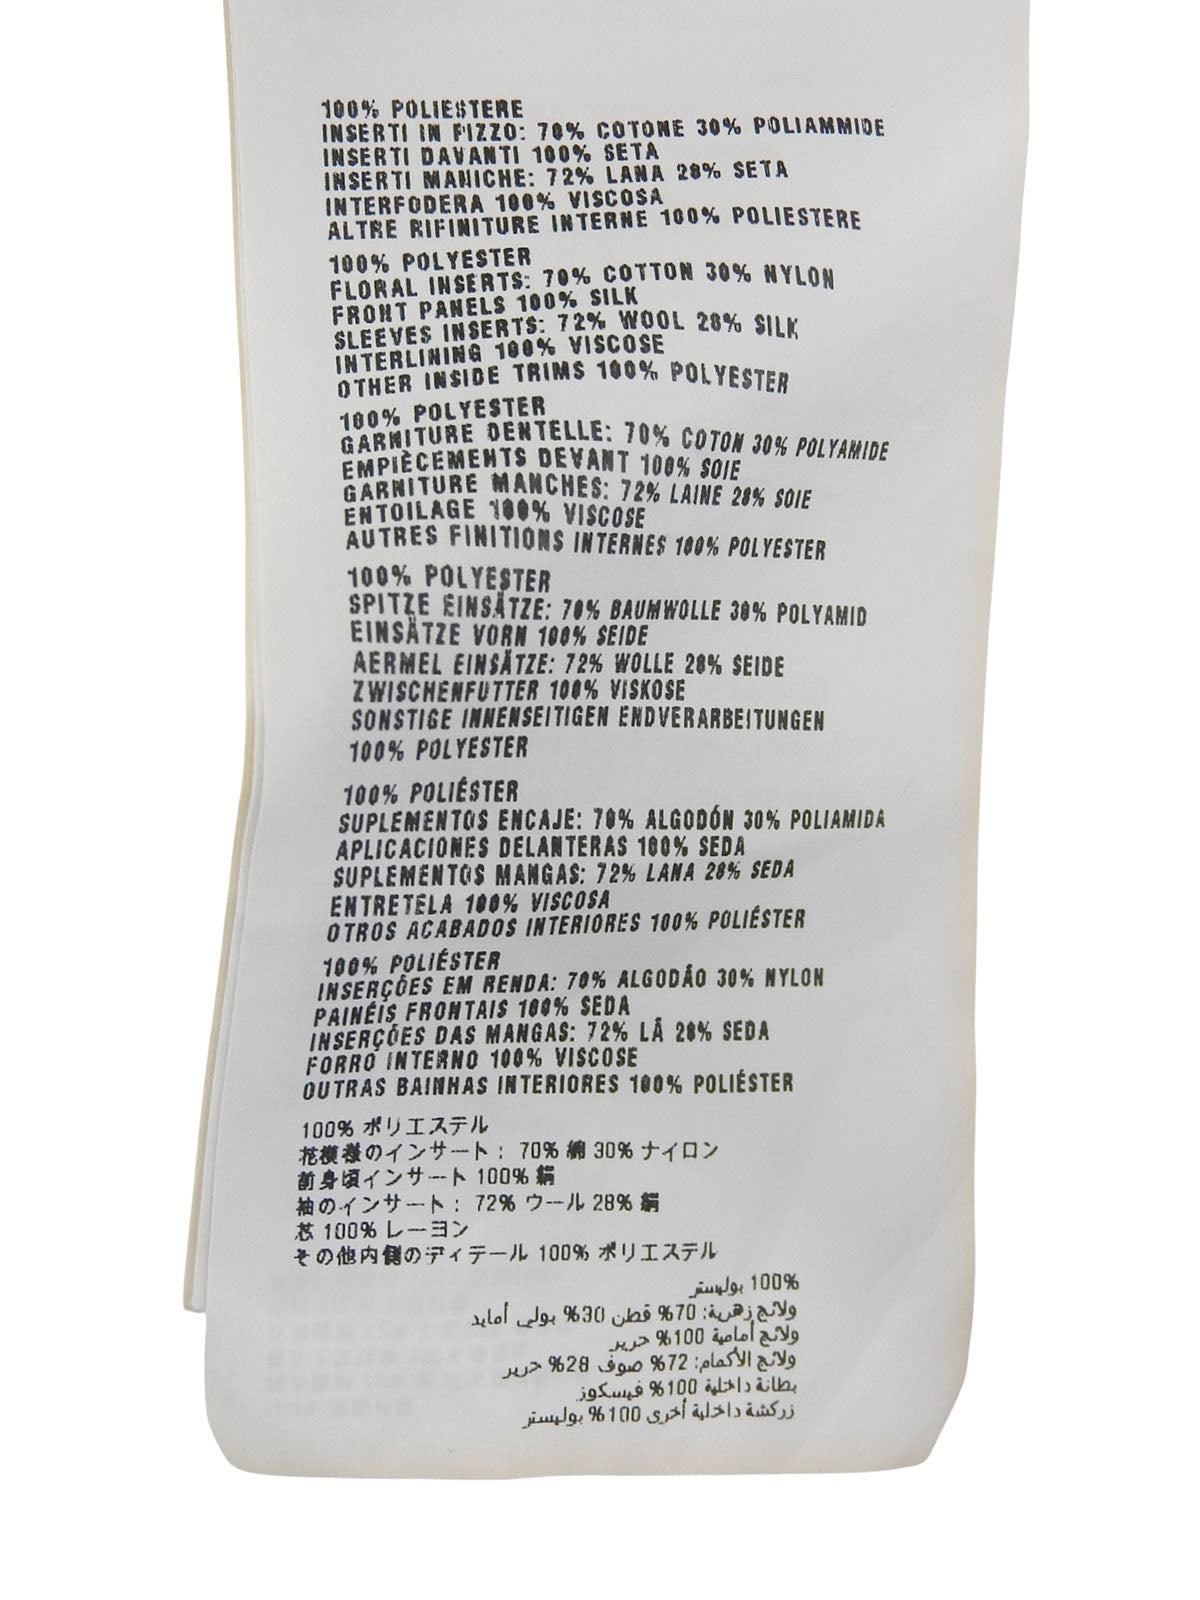 100% POLIESTERE
INSERTI IN PIZZO: 70% COTONE 30% POLIAMMIDE
INSERTI DAVANTI 100% SETA
INSERTI MANICHE: 72% LANA 28% SETA
INTERFODERA 100% VISCOSA
ALTRE RIFINITURE INTERNE 100% POLIESTERE
100% POLYESTER
FLORAL INSERTS: 70% COTTON 30% NYLON
FRONT PANELS 100% SILK
SLEEVES INSERTS: 72% WOOL 28% SILK
INTERLINING 100% VISCOSE
OTHER INSIDE TRIMS 100% POLYESTER
100% POLYESTER
GARNITURE DENTELLE: 70% COTON 30% POLYAMIDE
EMPIÈCEMENTS DEVANT 100% SOIE
GARNITURE MANCHES: 72% LAINE 28% SOIE
ENTOILAGE 100% VISCOSE
AUTRES FINITIONS INTERNES 100% POLYESTER
100% POLYESTER
SPITZE EINSÄTZE: 70% BAUMWOLLE 30% POLYAMID
EINSÄTZE VORN 100% SEIDE
AERMEL EINSÄTZE: 72% WOLLE 28% SEIDE
ZWISCHENFUTTER 100% VISKOSE
SONSTIGE INNENSEITIGEN ENDVERARBEITUNGEN
100% POLYESTER
100% POLIÉSTER
SUPLEMENTOS ENCAJE: 70% ALGODÓN 30% POLIAMIDA
APLICACIONES DELANTERAS 100% SEDA
SUPLEMENTOS MANGAS: 72% LANA 28% SEDA
ENTRETELA 100% VISCOSA
OTROS ACABADOS INTERIORES 100% POLIÉSTER
100% POLIÉSTER
INSERÇÕES EM RENDA: 70% ALGODÃO 30% NYLON
PAINÉIS FRONTAIS 100% SEDA
INSERÇÕES DAS MANGAS: 72% LÃ 28% SEDA
FORRO INTERNO 100% VISCOSE
OUTRAS BAINHAS INTERIORES 100% POLIÉSTER
100% ポリエステル
花模様のインサート: 70% 綿 30% ナイロン
前身頃インサート 100% 絹
袖のインサート: 72% ウール 28% 絹
芯 100% レーヨン
その他内側のディテール 100% ポリエステル
100% بوليستر
ولائج زهرية: 70% قطن 30% بولي أمايد
ولائج أمامية 100% حرير
ولائج الأكمام: 72% صوف 28% حرير
بطانة داخلية 100% فيسكوز
زركشة داخلية أخرى 100% بوليستر